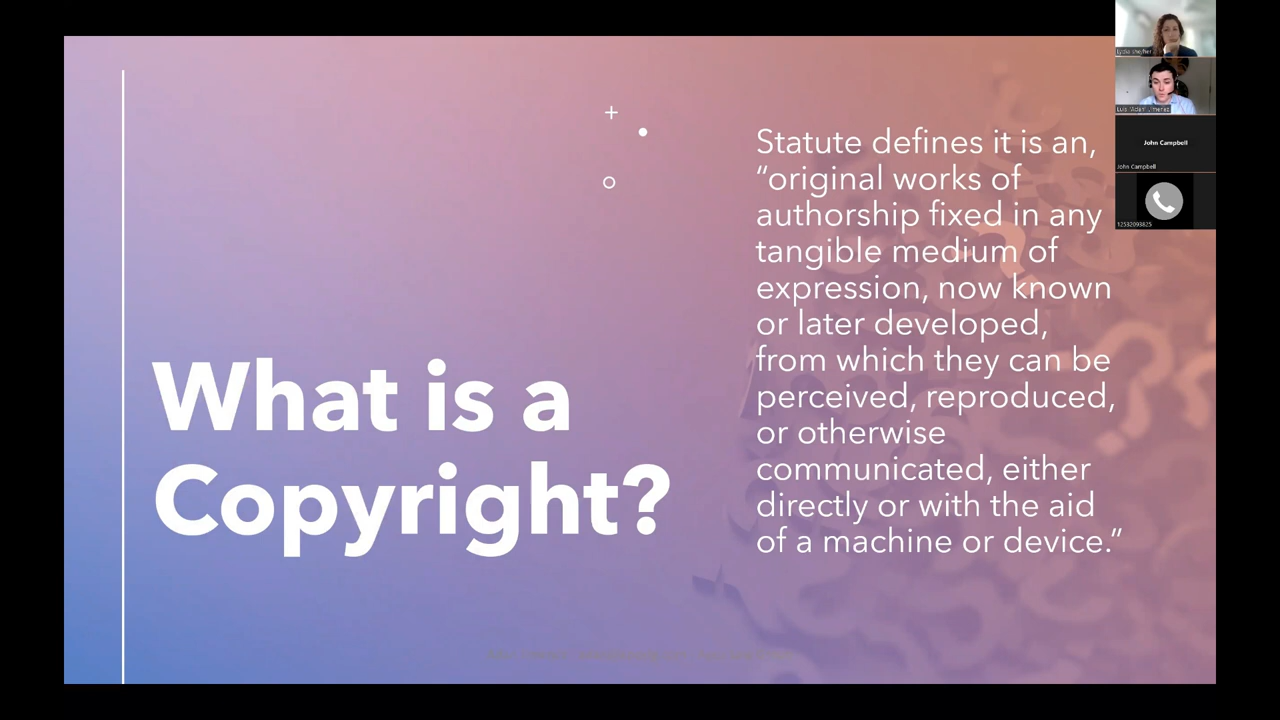 What is a
Copyright?
Statute defines it is an,
“original works of
authorship fixed in any
tangible medium of
expression, now known
or later developed,
from which they can be
perceived, reproduced,
or otherwise
communicated, either
directly or with the aid
of a machine or device.”
John Campbell
John Campbell